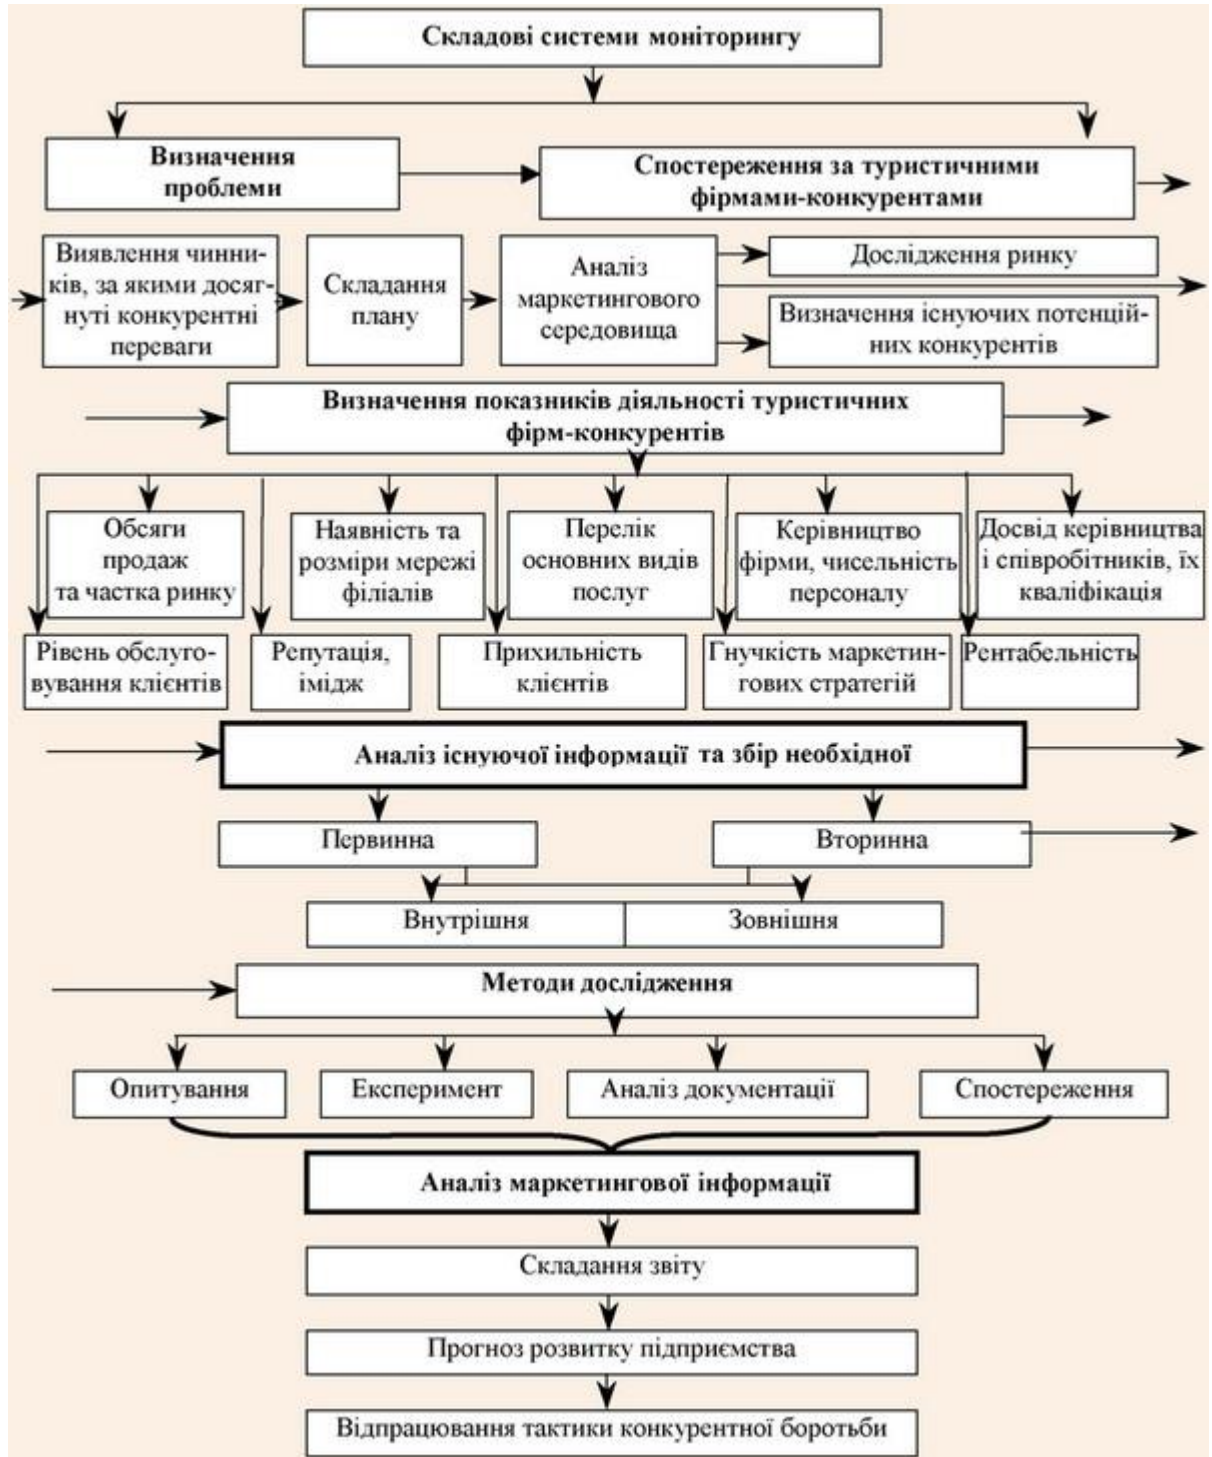 Складові системи моніторингу
Визначення
проблеми
Спостереження за туристичними
фірмами-конкурентами
Виявлення чинни-
ків, за якими досяг-
нуті конкурентні
переваги
Складання
плану
Аналіз
маркетингового
середовища
Дослідження ринку
Визначення існуючих потенцій-
них конкурентів
Визначення показників діяльності туристичних
фірм-конкурентів
Обсяги
продаж
та частка ринку
Наявність та
розміри мережі
філіалів
Перелік
основних видів
послуг
Керівництво
фірми, чисельність
персоналу
Досвід керівництва
і співробітників, їх
кваліфікація
Рівень обслуго-
вування клієнтів
Репутація,
імідж
Прихильність
клієнтів
Гнучкість маркетин-
гових стратегій
Рентабельність
Аналіз існуючої інформації та збір необхідної
Первинна
Вторинна
Внутрішня
Зовнішня
Методи дослідження
Опитування
Експеримент
Аналіз документації
Спостереження
Аналіз маркетингової інформації
Складання звіту
Прогноз розвитку підприємства
Відпрацювання тактики конкурентної боротьби